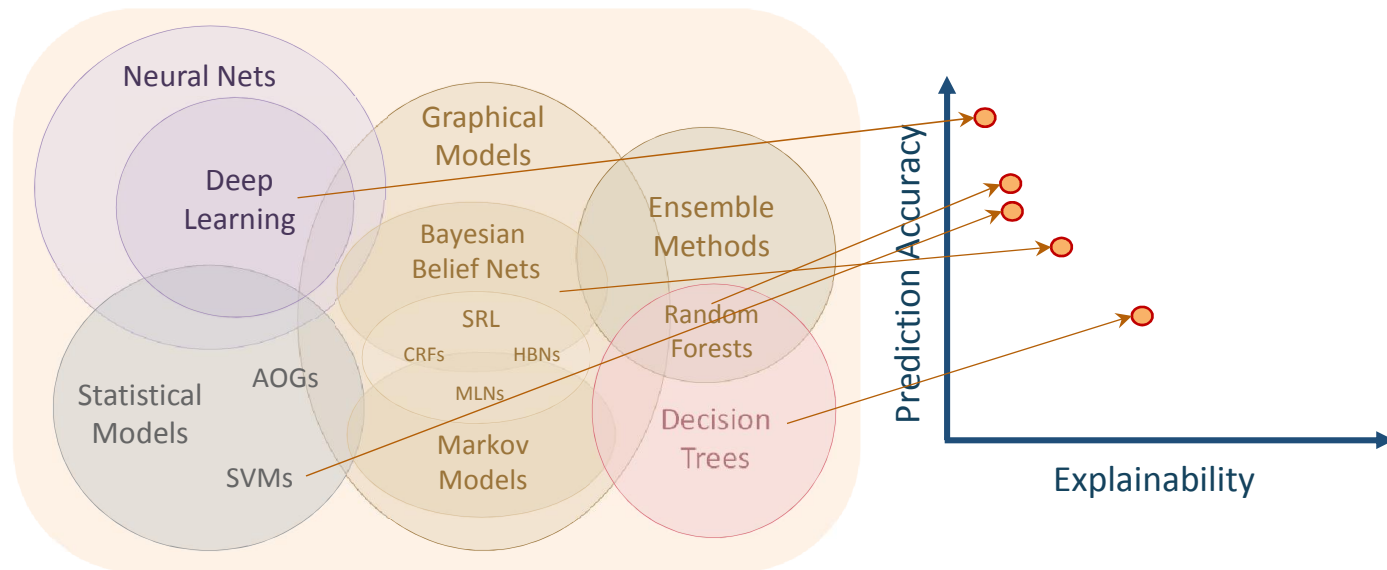 Neural Nets
Deep
Learning
Graphical
Models
Ensemble
Methods
Bayesian
Belief Nets
SRL
CRFs
HBNs
MLNs
Markov
Models
Random
Forests
Decision
Trees
AOGs
Statistical
Models
SVMs
Prediction Accuracy
Explainability